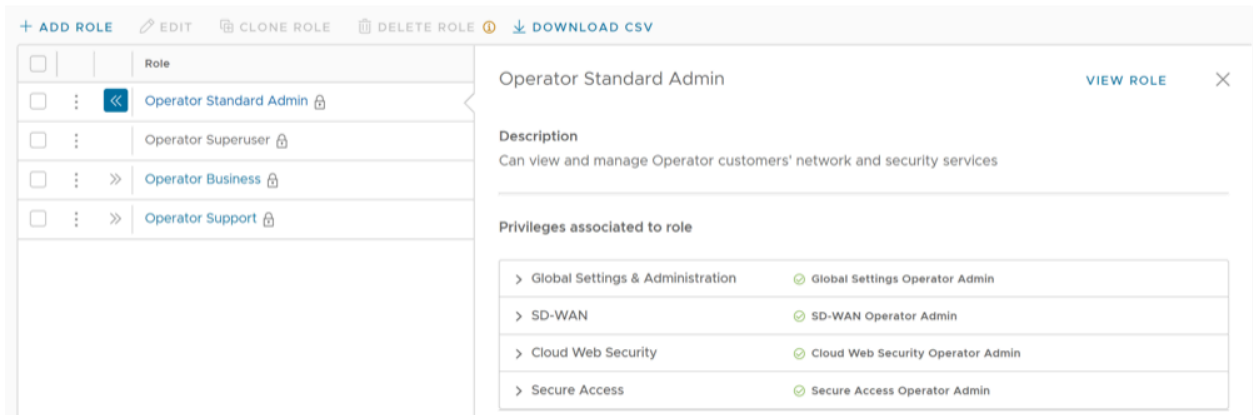 + ADD ROLE EDIT CLONE ROLE DELETE ROLE DOWNLOAD CSV
Role
Operator Standard Admin
Operator Superuser
Operator Business
Operator Support
Operator Standard Admin VIEW ROLE
Description
Can view and manage Operator customers' network and security services
Privileges associated to role
Global Settings & Administration Global Settings Operator Admin
SD-WAN SD-WAN Operator Admin
Cloud Web Security Cloud Web Security Operator Admin
Secure Access Secure Access Operator Admin